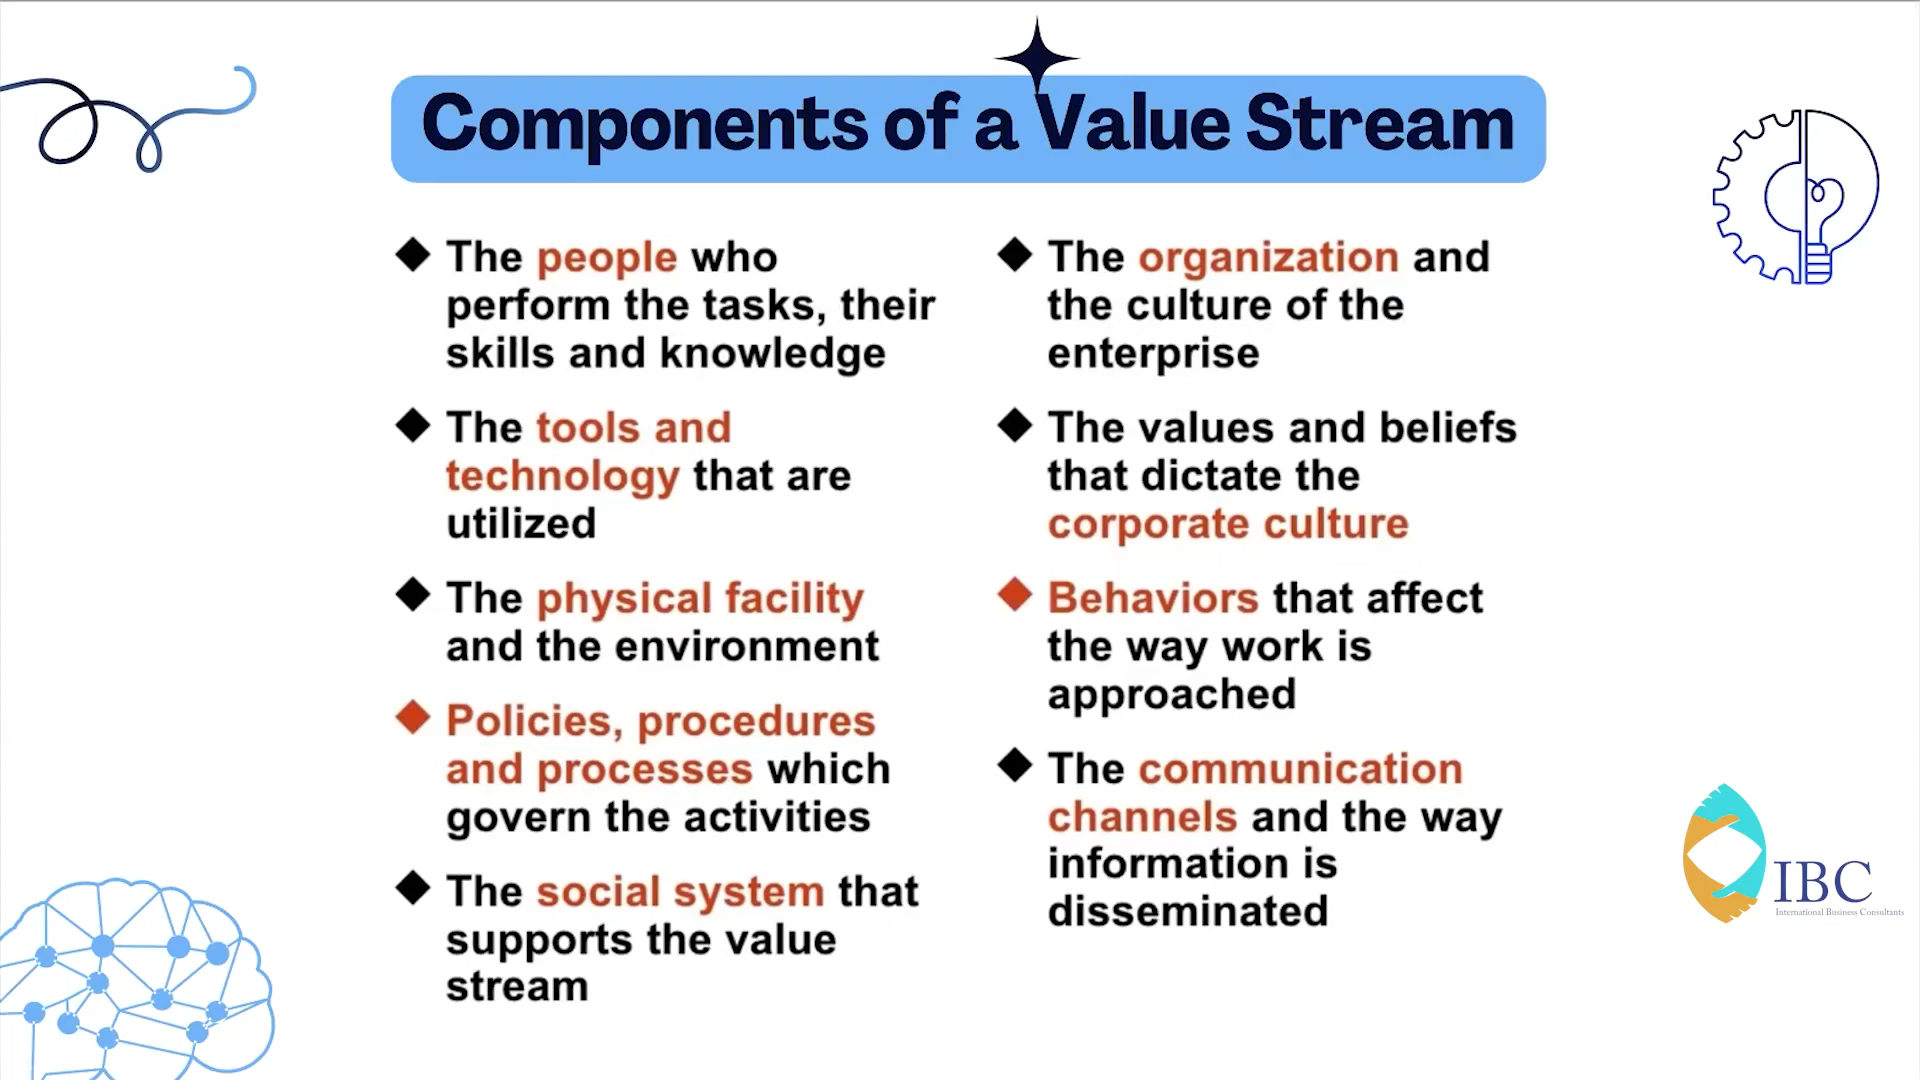 Components of a Value Stream
The people who
perform the tasks, their
skills and knowledge
The tools and
technology that are
utilized
The physical facility
and the environment
Policies, procedures
and processes which
govern the activities
The social system that
supports the value
stream
The organization and
the culture of the
enterprise
The values and beliefs
that dictate the
corporate culture
Behaviors that affect
the way work is
approached
The communication
channels and the way
information is
disseminated
IBC
International Business Consultants